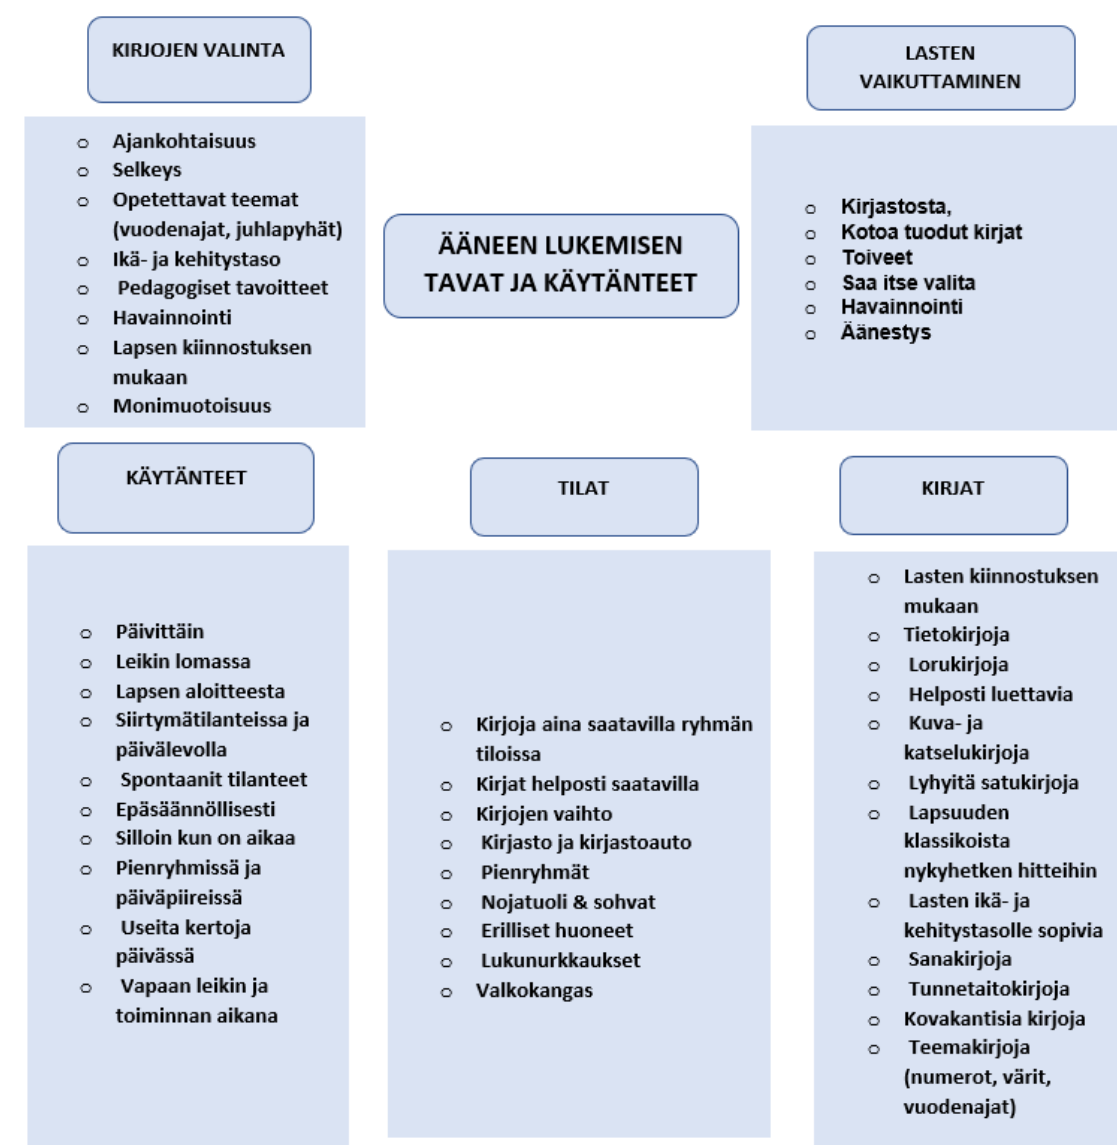 KIRJOJEN VALINTA
o Ajankohtaisuus
o Selkeys
o Opetettavat teemat
(vuodenajat, juhlapyhät)
o Ikä- ja kehitystaso
o Pedagogiset tavoitteet
o Havainnointi
o Lapsen kiinnostuksen
mukaan
o Monimuotoisuus
ÄÄNEEN LUKEMISEN
TAVAT JA KÄYTÄNTEET
LASTEN
VAIKUTTAMINEN
o Kirjastosta,
o Kotoa tuodut kirjat
o Toiveet
o Saa itse valita
o Havainnointi
o Äänestys
KÄYTÄNTEET
o Päivittäin
o Leikin lomassa
o Lapsen aloitteesta
o Siirtymätilanteissa ja
päivälevolla
o Spontaanit tilanteet
o Epäsäännöllisesti
o Silloin kun on aikaa
o Pienryhmissä ja
päiväpiireissä
o Useita kertoja
päivässä
o Vapaan leikin ja
toiminnan aikana
TILAT
o Kirjoja aina saatavilla ryhmän
tiloissa
o Kirjat helposti saatavilla
o Kirjojen vaihto
o Kirjasto ja kirjastoauto
o Pienryhmät
o Nojatuoli & sohvat
o Erilliset huoneet
o Lukunurkkaukset
o Valkokangas
KIRJAT
o Lasten kiinnostuksen
mukaan
o Tietokirjoja
o Lorukirjoja
o Helposti luettavia
o Kuva- ja
katselukirjoja
o Lyhyitä satukirjoja
o Lapsuuden
klassikoista
nykyhetken hitteihin
o Lasten ikä- ja
kehitystasolle sopivia
o Sanakirjoja
o Tunnetaitokirjoja
o Kovakantisia kirjoja
o Teemakirjoja
(numerot, värit,
vuodenajat)